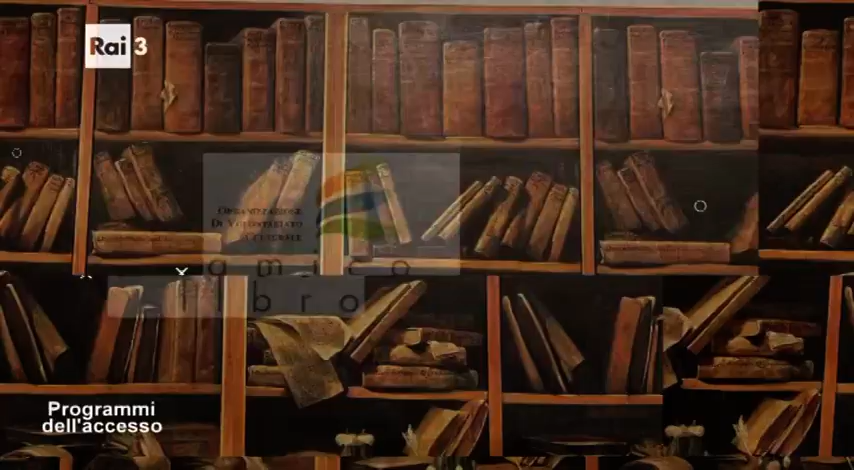 Rai 3
Organizzazione
Di Volontariato
Culturale
amico
libro
Programmi
dell'accesso